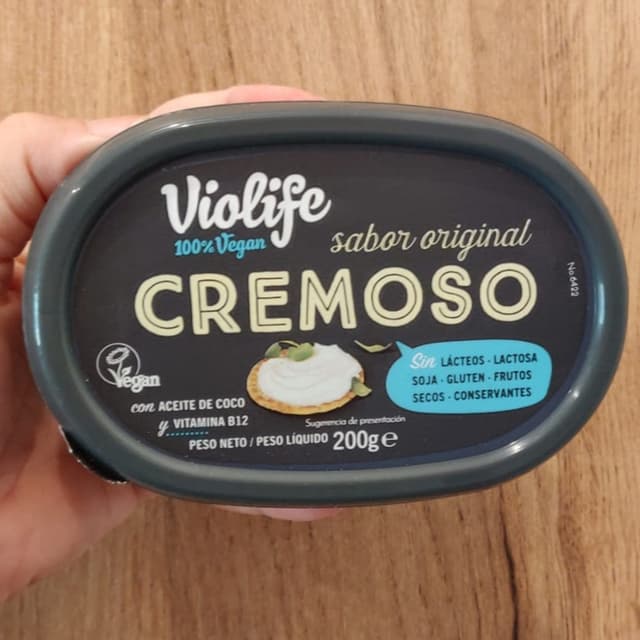 Violife
100% Vegan
sabor original
CREMOSO
No 6422
Sin LÁCTEOS - LACTOSA
SOJA - GLUTEN - FRUTOS
SECOS - CONSERVANTES
Vegan
con ACEITE DE COCO
y VITAMINA B12
Sugerencia de presentación
PESO NETO / PESO LÍQUIDO 200g e